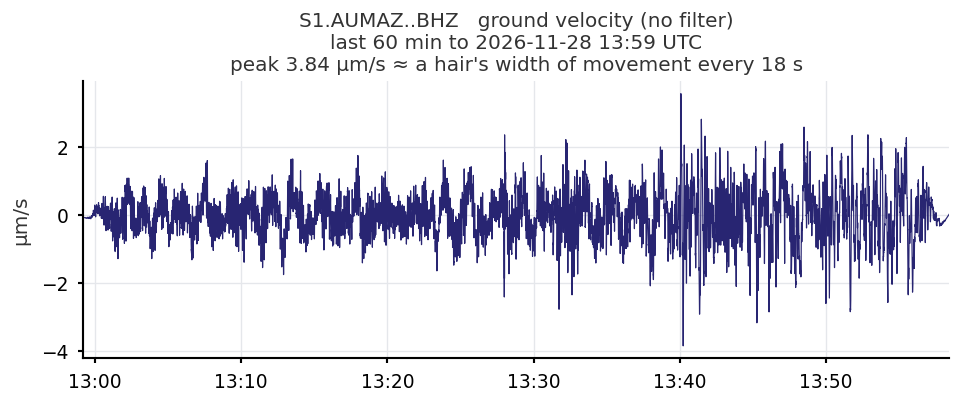 S1.AUMAZ..BHZ   ground velocity (no filter)
last 60 min to 2026-11-28 13:59 UTC
peak 3.84 µm/s ≈ a hair's width of movement every 18 s
µm/s
2
0
−2
−4
13:00 13:10 13:20 13:30 13:40 13:50